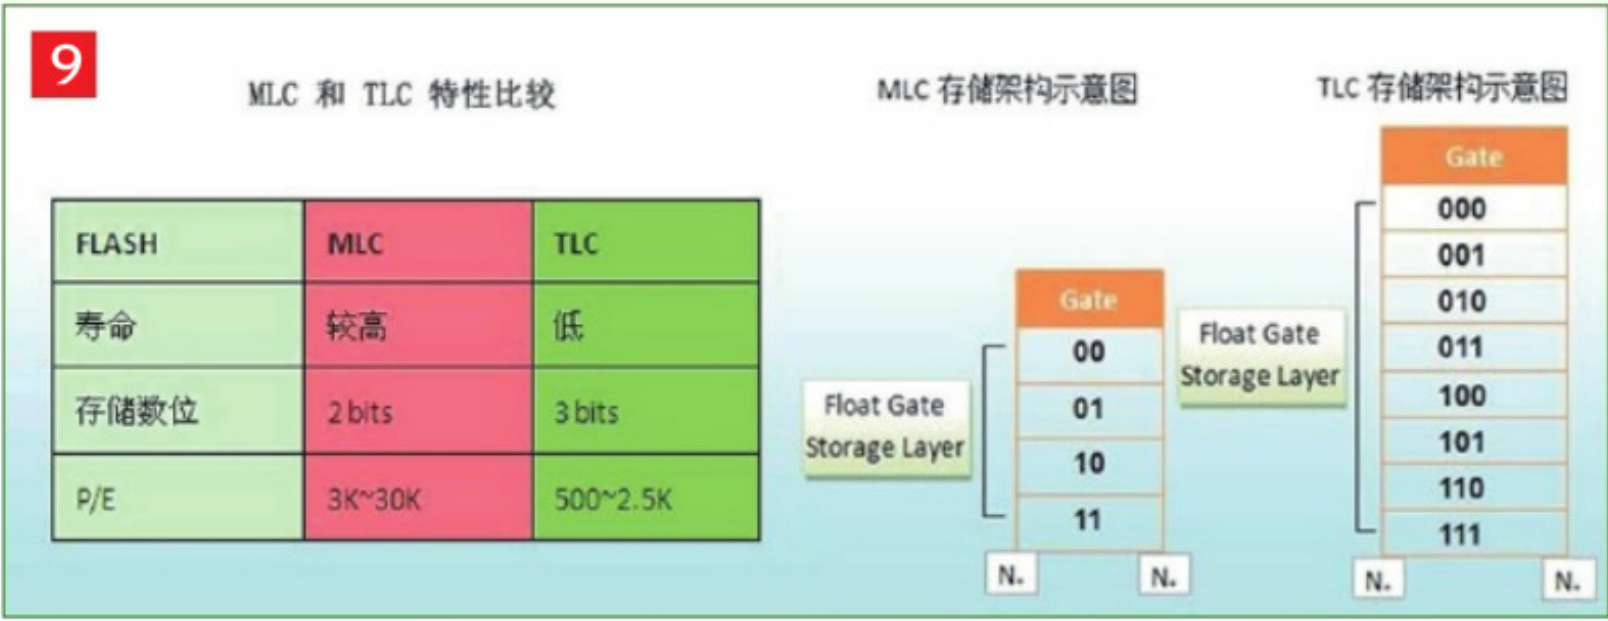 9
MLC 和 TLC 特性比较
FLASH MLC TLC
寿命 较高 低
存储数位 2 bits 3 bits
P/E 3K~30K 500~2.5K
MLC 存储架构示意图
Gate
00
01
10
11
Float Gate
Storage Layer
N.
N.
TLC 存储架构示意图
Gate
000
001
010
011
100
101
110
111
Float Gate
Storage Layer
N.
N.